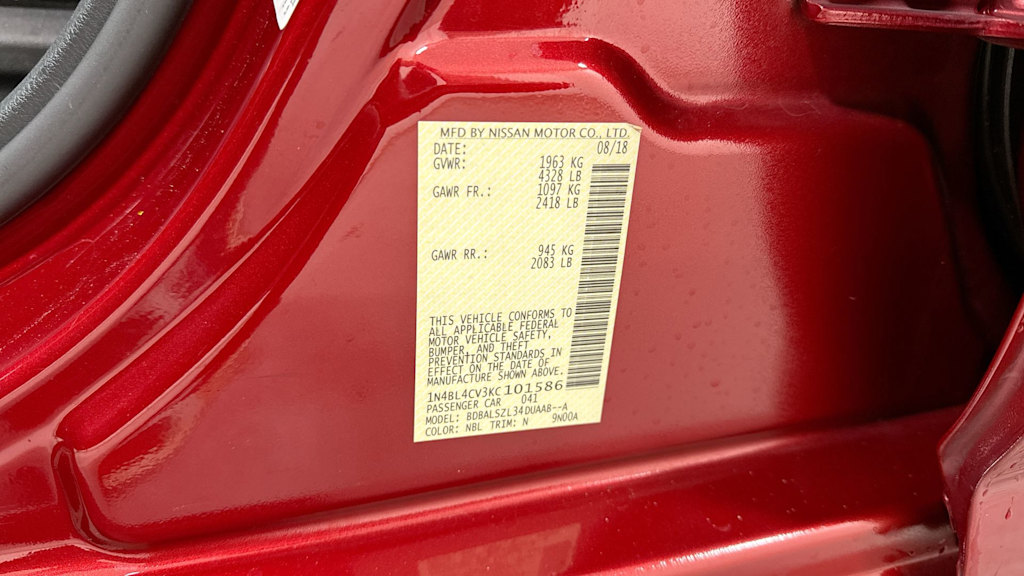 MFD BY NISSAN MOTOR CO., LTD.
DATE: 08/18
GVWR: 1963 KG
4328 LB
GAWR FR.: 1097 KG
2418 LB
GAWR RR.: 945 KG
2083 LB
THIS VEHICLE CONFORMS TO
ALL APPLICABLE FEDERAL
MOTOR VEHICLE SAFETY,
BUMPER, AND THEFT
PREVENTION STANDARDS IN
EFFECT ON THE DATE OF
MANUFACTURE SHOWN ABOVE.
1N4BL4CV3KC101586
PASSENGER CAR 041
MODEL: BDBALSZL34DUAA8--A
COLOR: NBL TRIM: N 9N00A